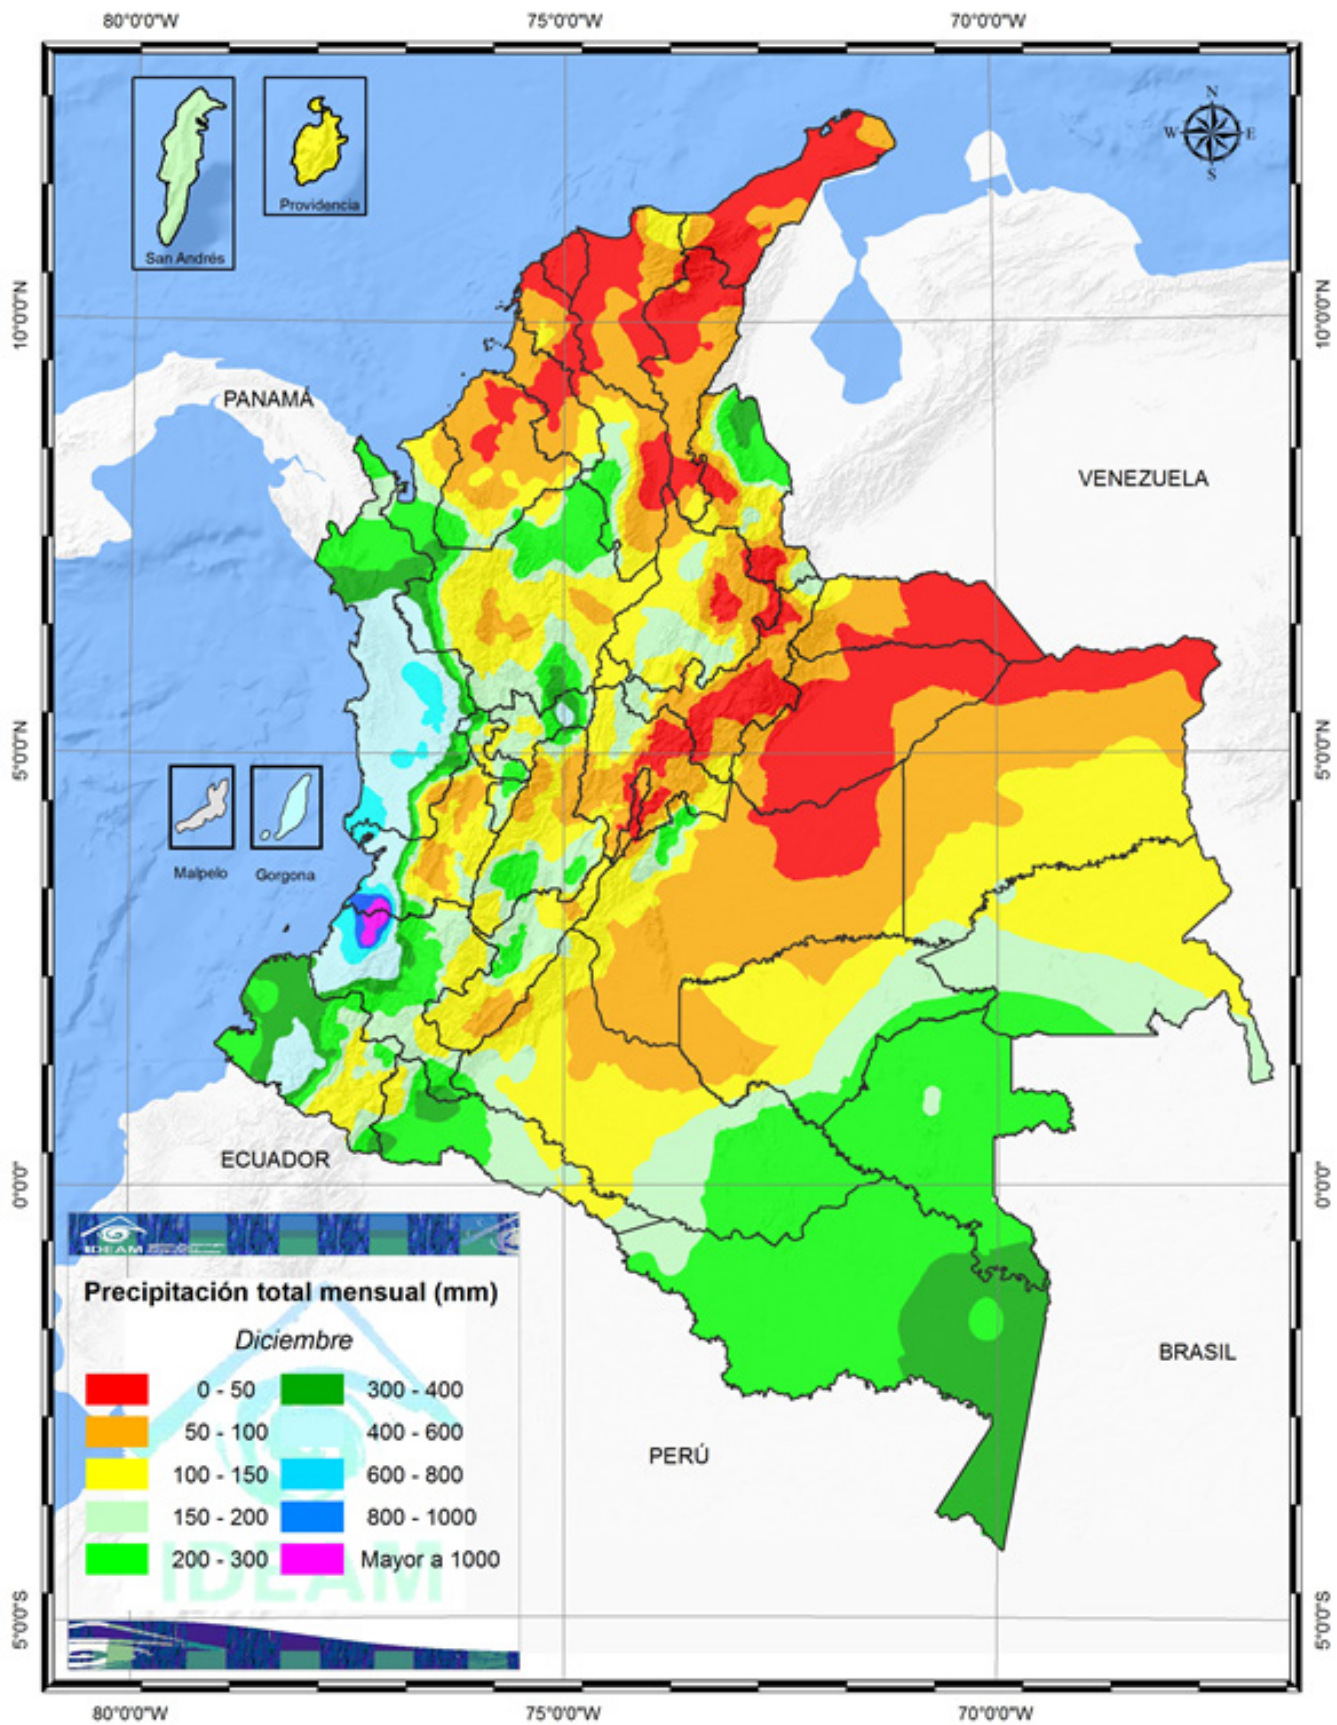 80°0'0"W 75°0'0"W 70°0'0"W
N
W E
S
San Andrés
Providencia
10°0'0"N
10°0'0"N
PANAMÁ
VENEZUELA
5°0'0"N
5°0'0"N
Malpelo
Gorgona
ECUADOR
0°0'0"
0°0'0"
IDEAM
Precipitación total mensual (mm)
Diciembre
0 - 50 300 - 400
50 - 100 400 - 600
100 - 150 600 - 800
150 - 200 800 - 1000
200 - 300 Mayor a 1000
IDEAM
BRASIL
PERÚ
5°0'0"S
5°0'0"S
80°0'0"W 75°0'0"W 70°0'0"W